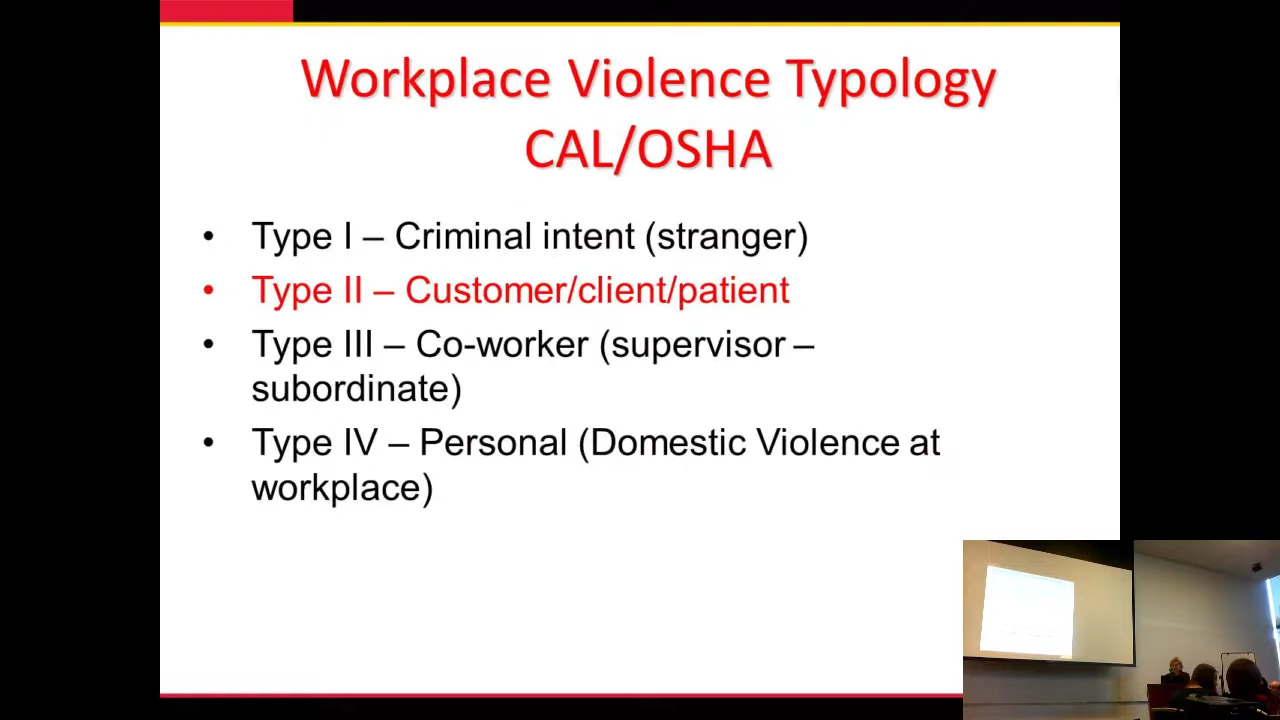 Workplace Violence Typology
CAL/OSHA
• Type I – Criminal intent (stranger)
• Type II – Customer/client/patient
• Type III – Co-worker (supervisor –
subordinate)
• Type IV – Personal (Domestic Violence at
workplace)